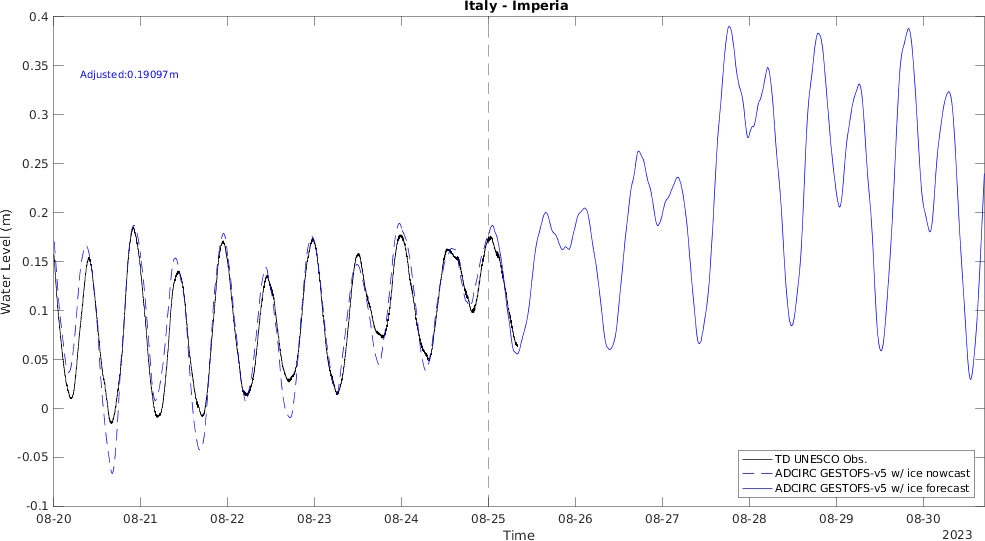 Italy - Imperia
0.4
0.35
0.3
0.25
0.2
0.15
0.1
0.05
0
-0.05
-0.1
Water Level (m)
Adjusted:0.19097m
TD UNESCO Obs.
ADCIRC GESTOFS-v5 w/ ice nowcast
ADCIRC GESTOFS-v5 w/ ice forecast
08-20 08-21 08-22 08-23 08-24 08-25 08-26 08-27 08-28 08-29 08-30
Time
2023